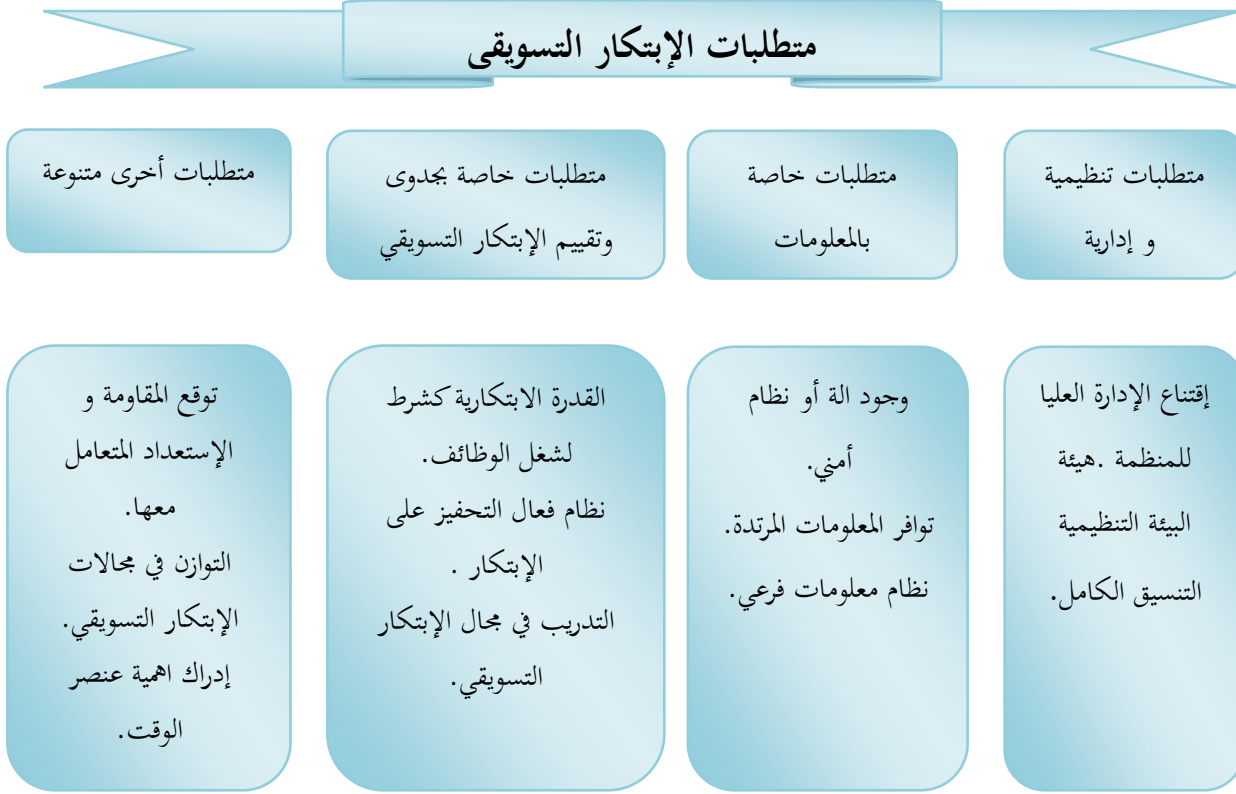 متطلبات الإبتكار التسويقى
متطلبات تنظيمية
و إدارية
متطلبات خاصة
بالمعلومات
متطلبات خاصة بجدوى
وتقييم الإبتكار التسويقي
متطلبات أخرى متنوعة
إقتناع الإدارة العليا
للمنظمة .هيئة
البيئة التنظيمية
التنسيق الكامل.
وجود الة أو نظام
أمني.
توافر المعلومات المرتدة.
نظام معلومات فرعي.
القدرة الابتكارية كشرط
لشغل الوظائف.
نظام فعال التحفيز على
الإبتكار .
التدريب في مجال الإبتكار
التسويقي.
توقع المقاومة و
الإستعداد المتعامل
معها.
التوازن في مجالات
الإبتكار التسويقي.
إدراك اهمية عنصر
الوقت.